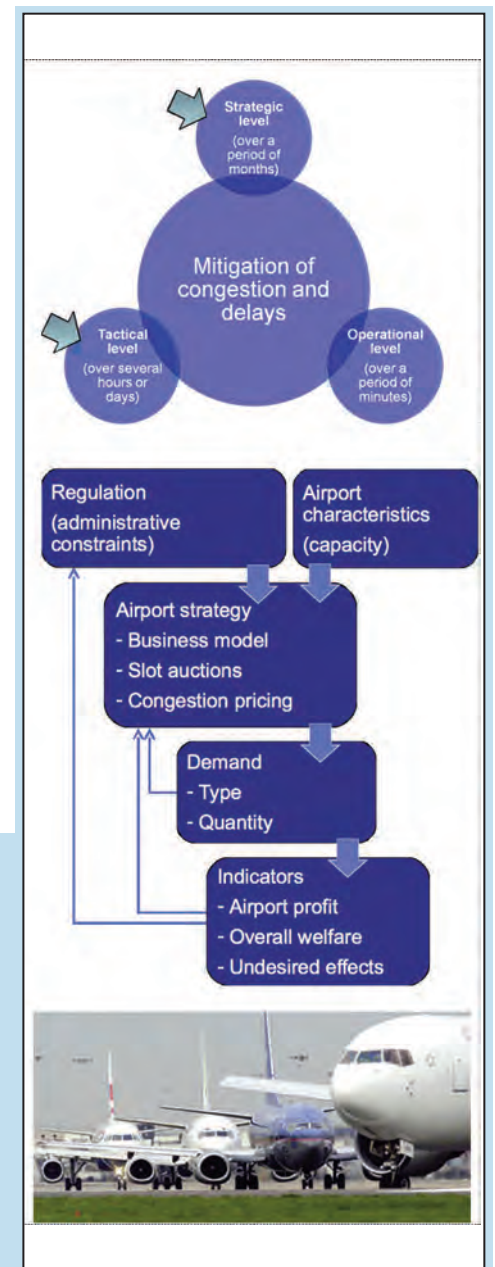 Strategic
level
(over a
period of
months)
Mitigation of
congestion and
delays
Tactical
level
(over several
hours or
days)
Operational
level
(over a
period of
minutes)
Regulation
(administrative
constraints)
Airport
characteristics
(capacity)
Airport strategy
- Business model
- Slot auctions
- Congestion pricing
Demand
- Type
- Quantity
Indicators
- Airport profit
- Overall welfare
- Undesired effects